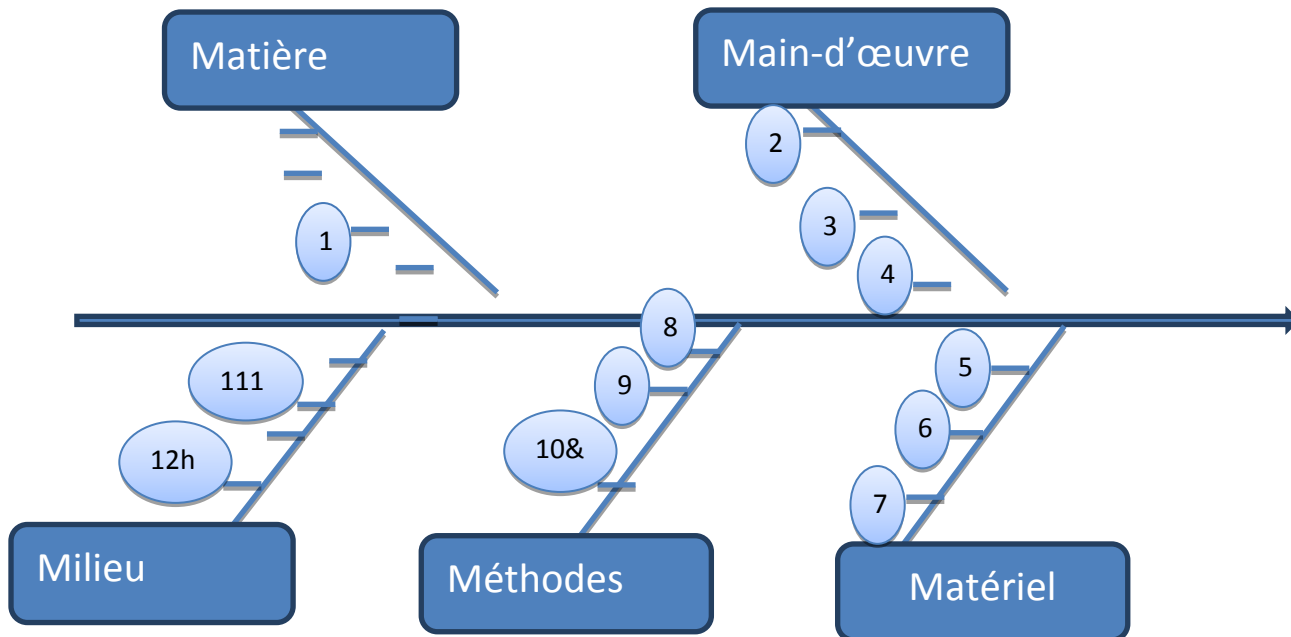 Matière
Main-d'œuvre
2
3
1
4
8
5
111
9
6
10&
12h
7
Milieu
Méthodes
Matériel